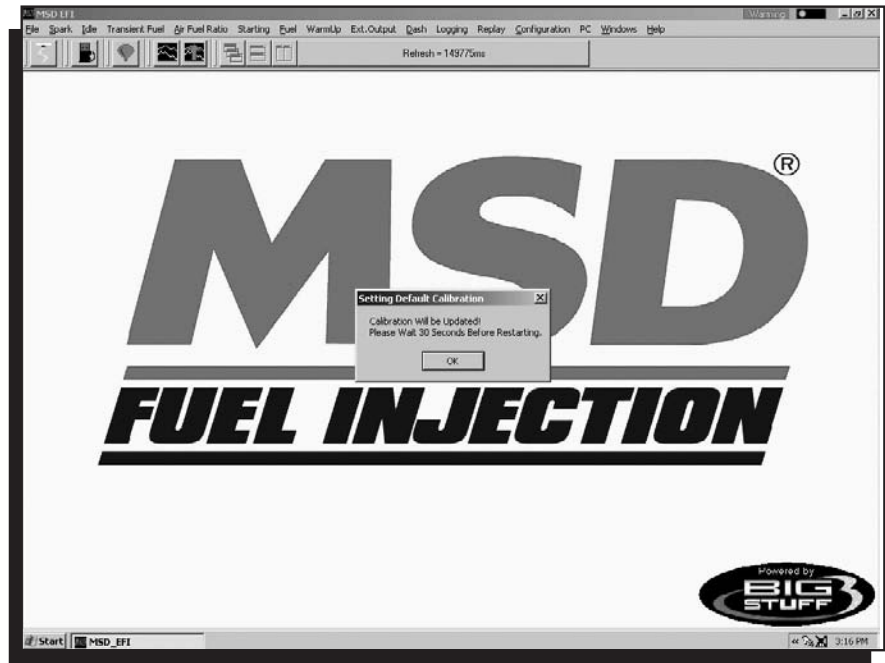 MSD EFI
Warning
File Spark Idle Transient Fuel Air Fuel Ratio Starting Fuel WarmUp Ext.Output Dash Logging Replay Configuration PC Windows Help
Refresh = 149775ms
MSD®
FUEL INJECTION
Setting Default Calibration
Calibration Will be Updated!
Please Wait 30 Seconds Before Restarting.
OK
Powered by
BIG
STUFF 3
Start MSD_EFI 3:16 PM